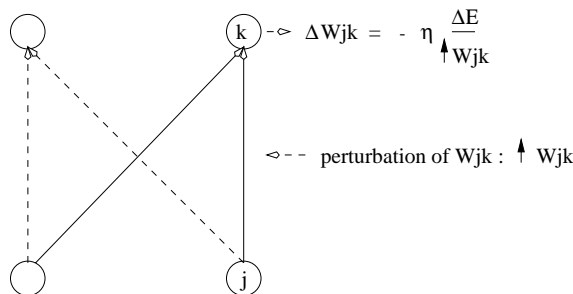 k ΔWjk = - η ΔE
↑ Wjk
perturbation of Wjk : ↑ Wjk
j